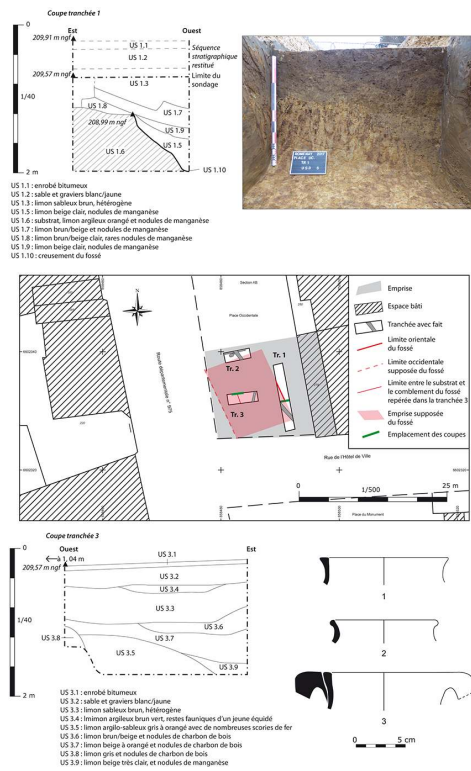 Coupe tranchée 1
Est
Ouest
0
209,91 m ngf
US 1.1
US 1.2
Séquence
stratigraphique
restitué
209,57 m ngf
Limite du
sondage
US 1.3
1/40
US 1.8
US 1.7
208,99 m ngf
US 1.9
US 1.5
US 1.6
2 m
US 1.10
US 1.1 : enrobé bitumeux
US 1.2 : sable et graviers blanc/jaune
US 1.3 : limon sableux brun, hétérogène
US 1.5 : limon beige clair, nodules de manganèse
US 1.6 : substrat, limon argileux orangé et nodules de manganèse
US 1.7 : limon brun/beige et nodules de manganèse
US 1.8 : limon brun/beige clair, rares nodules de manganèse
US 1.9 : limon beige clair, nodules de manganèse
US 1.10 : creusement du fossé
N
Section AB
Place Occidentale
Route départementale n° 975
Tr. 1
Tr. 2
Tr. 3
Rue de l'Hôtel de Ville
Place du Monument
0
1/500
25 m
Emprise
Espace bâti
Tranchée avec fait
Limite orientale
du fossé
Limite occidentale
supposée du fossé
Limite entre le substrat et
le comblement du fossé
repérée dans la tranchée 3
Emprise supposée
du fossé
Emplacement des coupes
Coupe tranchée 3
Ouest
Est
0
à 1, 04 m
209,57 m ngf
US 3.1
US 3.2
US 3.4
US 3.3
1/40
US 3.6
US 3.8
US 3.7
US 3.5
US 3.9
2 m
US 3.1 : enrobé bitumeux
US 3.2 : sable et graviers blanc/jaune
US 3.3 : limon sableux brun, hétérogène
US 3.4 : lmimon argileux brun vert, restes fauniques d'un jeune équidé
US 3.5 : limon argilo-sableux gris à orangé avec de nombreuses scories de fer
US 3.6 : limon brun/beige et nodules de charbon de bois
US 3.7 : limon beige à orangé et nodules de charbon de bois
US 3.8 : limon gris et nodules de charbon de bois
US 3.9 : limon beige très clair, et nodules de manganèse
1
2
3
0
5 cm